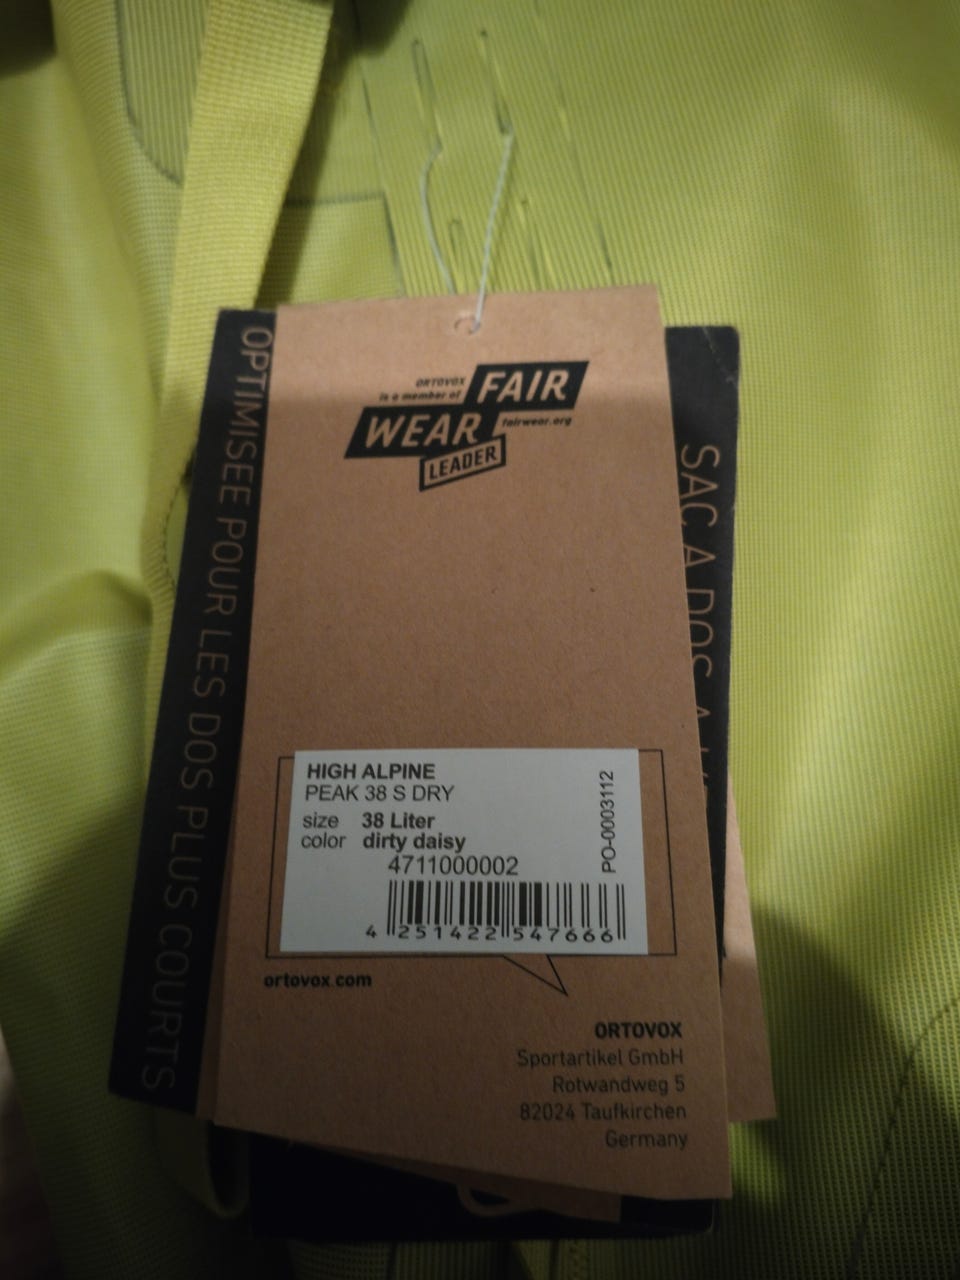 OPTIMISEE POUR LES DOS PLUS COURTS
SAC A DOS A
ORTOVOX
is a member of
FAIR
WEAR
fairwear.org
LEADER
HIGH ALPINE
PEAK 38 S DRY
size 38 Liter
color dirty daisy
4711000002
PO-0003112
4 251422 547666
ortovox.com
ORTOVOX
Sportartikel GmbH
Rotwandweg 5
82024 Taufkirchen
Germany